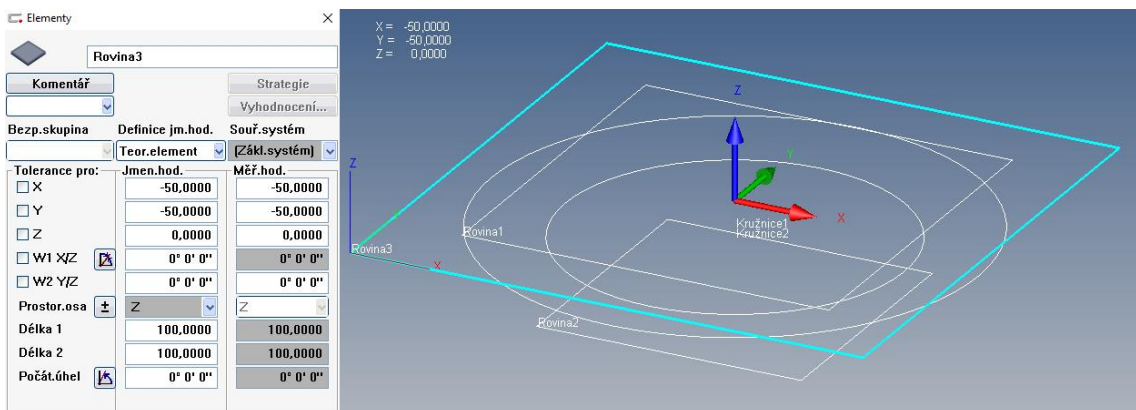 Elementy
Rovina3
Komentář
Strategie
Vyhodnocení...
Bezp.skupina Definice jm.hod. Souř.systém
Teor.element (Zákl.systém)
Tolerance pro: Jmen.hod. Měř.hod.
X -50,0000 -50,0000
Y -50,0000 -50,0000
Z 0,0000 0,0000
W1 X/Z 0° 0' 0'' 0° 0' 0''
W2 Y/Z 0° 0' 0'' 0° 0' 0''
Prostor.osa ± Z Z
Délka 1 100,0000 100,0000
Délka 2 100,0000 100,0000
Počát.úhel 0° 0' 0'' 0° 0' 0''
X = -50,0000
Y = -50,0000
Z = 0,0000
Z
Y
X
Kružnice1
Kružnice2
Rovina1
Z
Rovina3
X
Rovina2